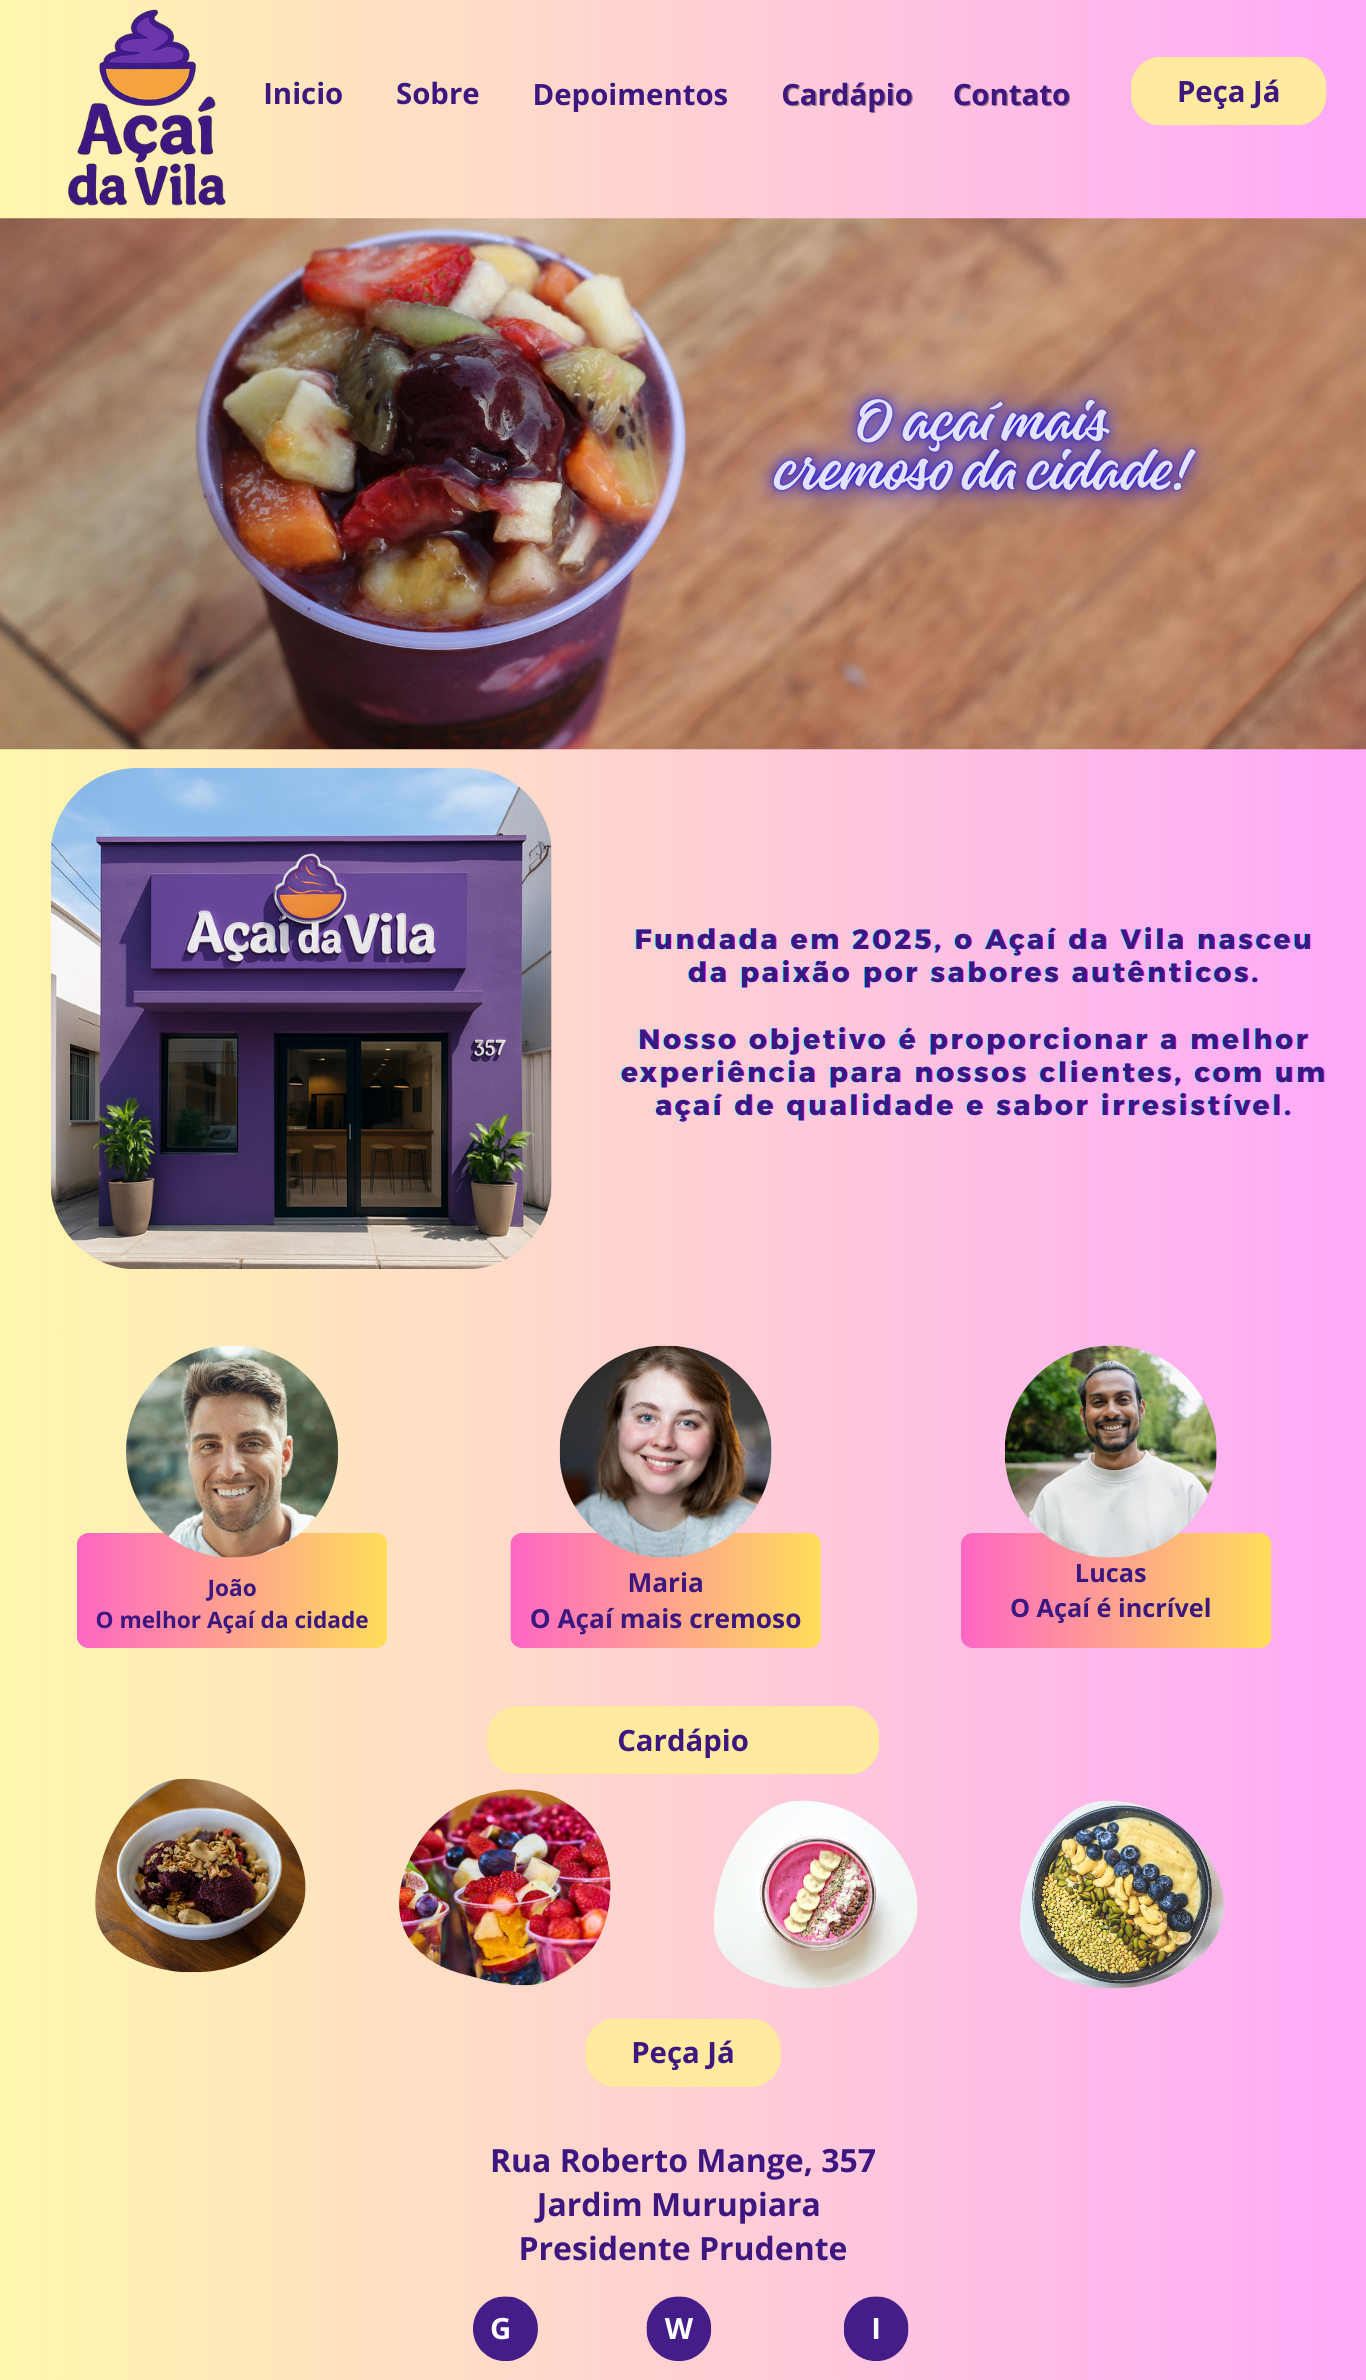 Açaí
da Vila
Inicio
Sobre
Depoimentos
Cardápio
Contato
Peça Já
O açaí mais
cremoso da cidade!
Açaí da Vila
357
Fundada em 2025, o Açaí da Vila nasceu
da paixão por sabores autênticos.
Nosso objetivo é proporcionar a melhor
experiência para nossos clientes, com um
açaí de qualidade e sabor irresistível.
João
O melhor Açaí da cidade
Maria
O Açaí mais cremoso
Lucas
O Açaí é incrível
Cardápio
Peça Já
Rua Roberto Mange, 357
Jardim Murupiara
Presidente Prudente
G
W
I